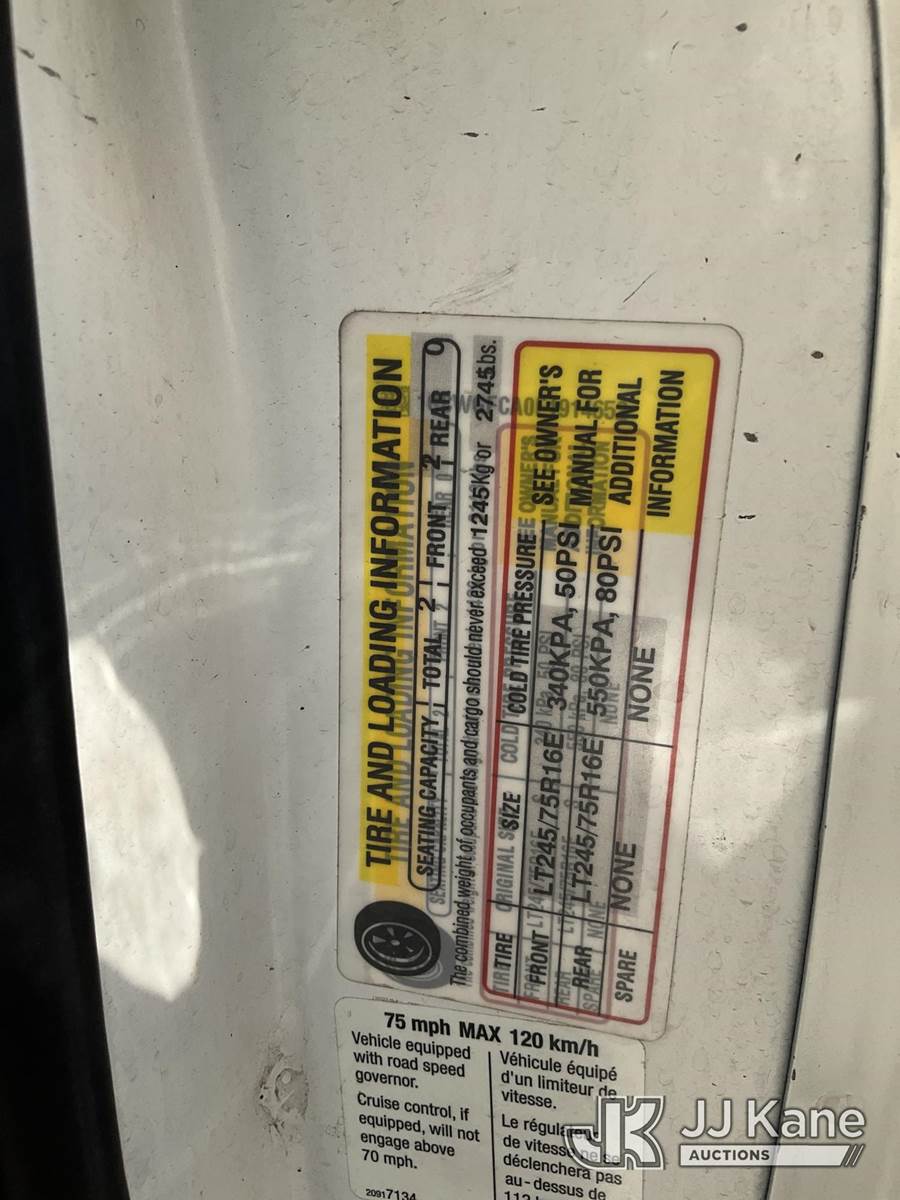 TIRE AND LOADING INFORMATION
SEATING CAPACITY TOTAL 2 FRONT 2 REAR 0
The combined weight of occupants and cargo should never exceed 1245Kg or 2745lbs.
TIRE SIZE COLD TIRE PRESSURE
FRONT LT245/75R16E 340KPA, 50PSI
REAR LT245/75R16E 550KPA, 80PSI
SPARE NONE NONE
SEE OWNER'S
MANUAL FOR
ADDITIONAL
INFORMATION
75 mph MAX 120 km/h
Vehicle equipped
with road speed
governor.
Cruise control, if
equipped, will not
engage above
70 mph.
20917134
Véhicule équipé
d'un limiteur de
vitesse.
Le régulateur
de vitesse ne se
déclenchera pas
au-dessus de
JJ Kane
AUCTIONS